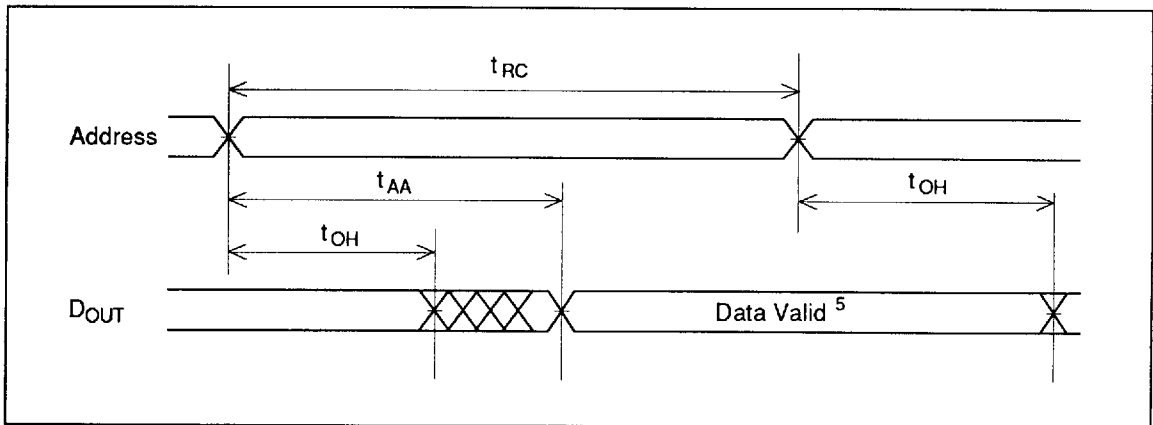 tRC
Address
tAA
tOH
tOH
DOUT
Data Valid 5